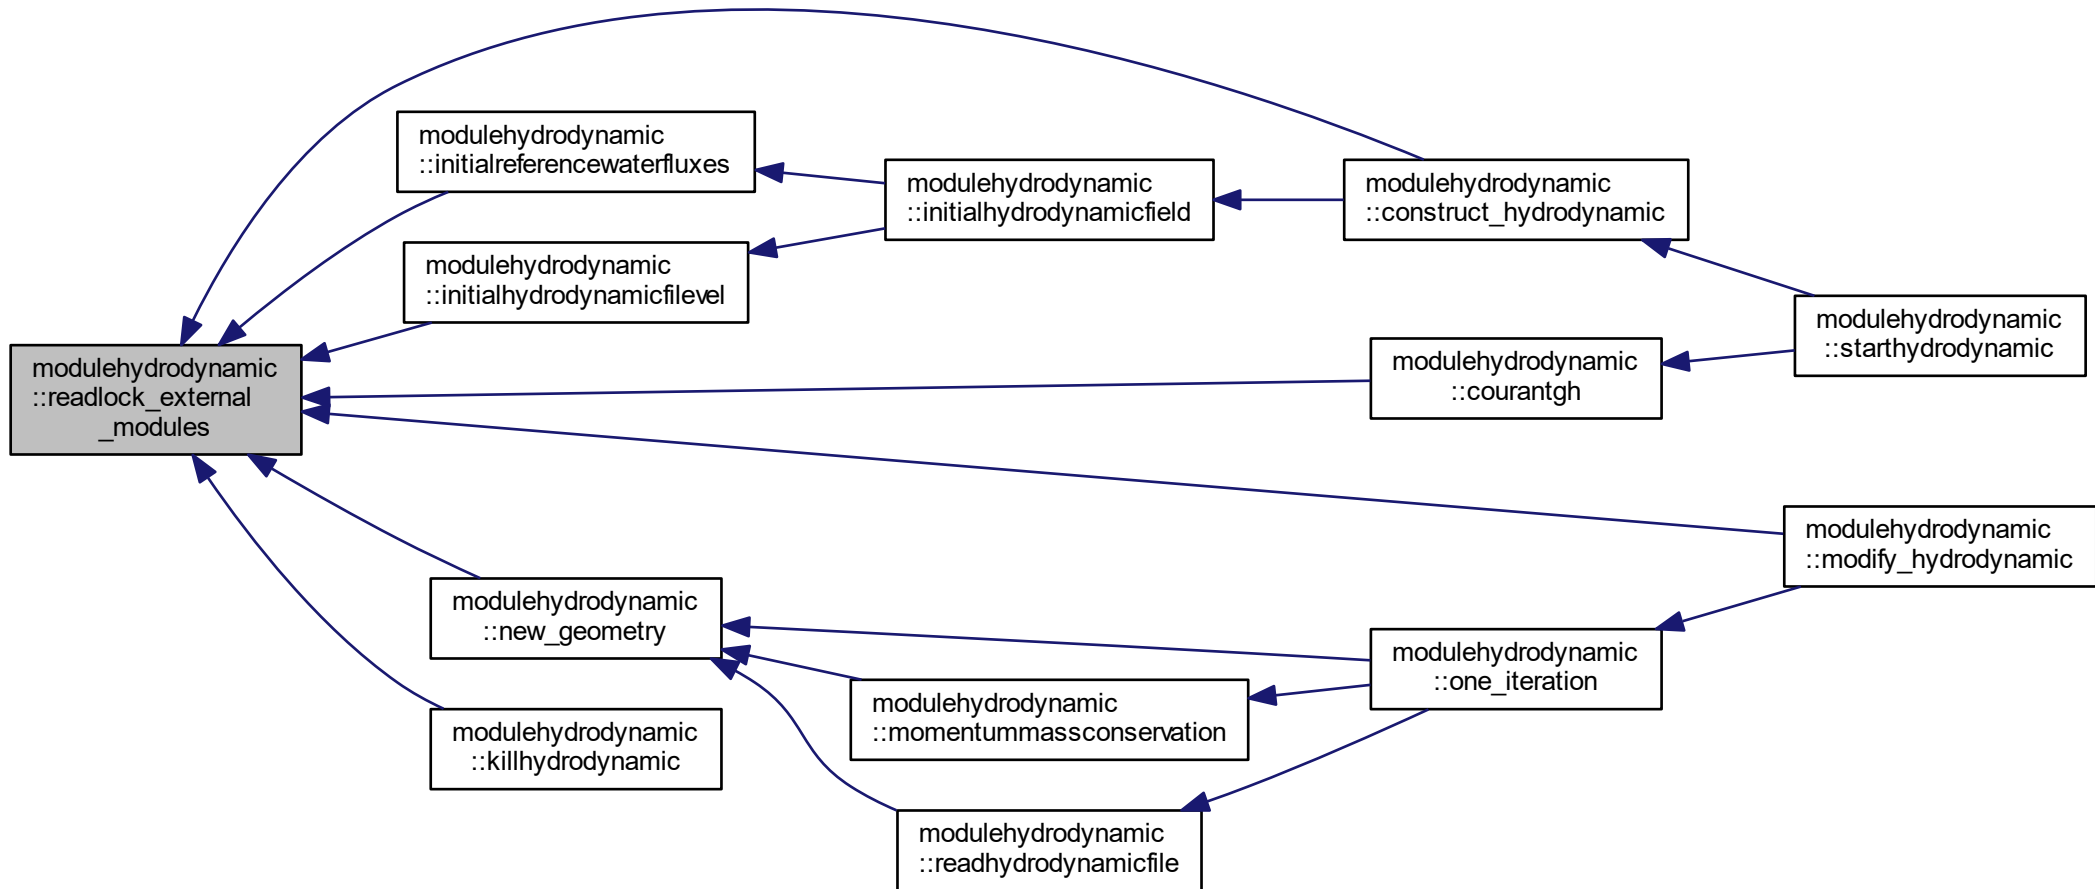 modulehydrodynamic
::readlock_external
_modules
modulehydrodynamic
::initialreferencewaterfluxes
modulehydrodynamic
::initialhydrodynamicfilevel
modulehydrodynamic
::initialhydrodynamicfield
modulehydrodynamic
::construct_hydrodynamic
modulehydrodynamic
::starthydrodynamic
modulehydrodynamic
::courantgh
modulehydrodynamic
::modify_hydrodynamic
modulehydrodynamic
::new_geometry
modulehydrodynamic
::one_iteration
modulehydrodynamic
::momentummassconservation
modulehydrodynamic
::killhydrodynamic
modulehydrodynamic
::readhydrodynamicfile